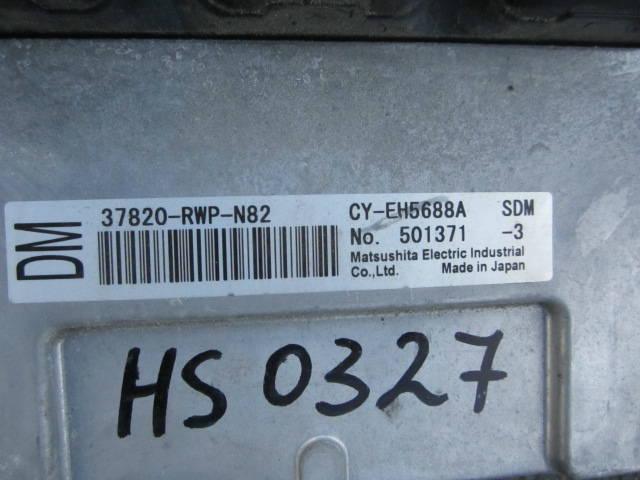 DM
37820-RWP-N82 CY-EH5688A SDM
No. 501371 -3
Matsushita Electric Industrial
Co.,Ltd. Made in Japan
HS 0327